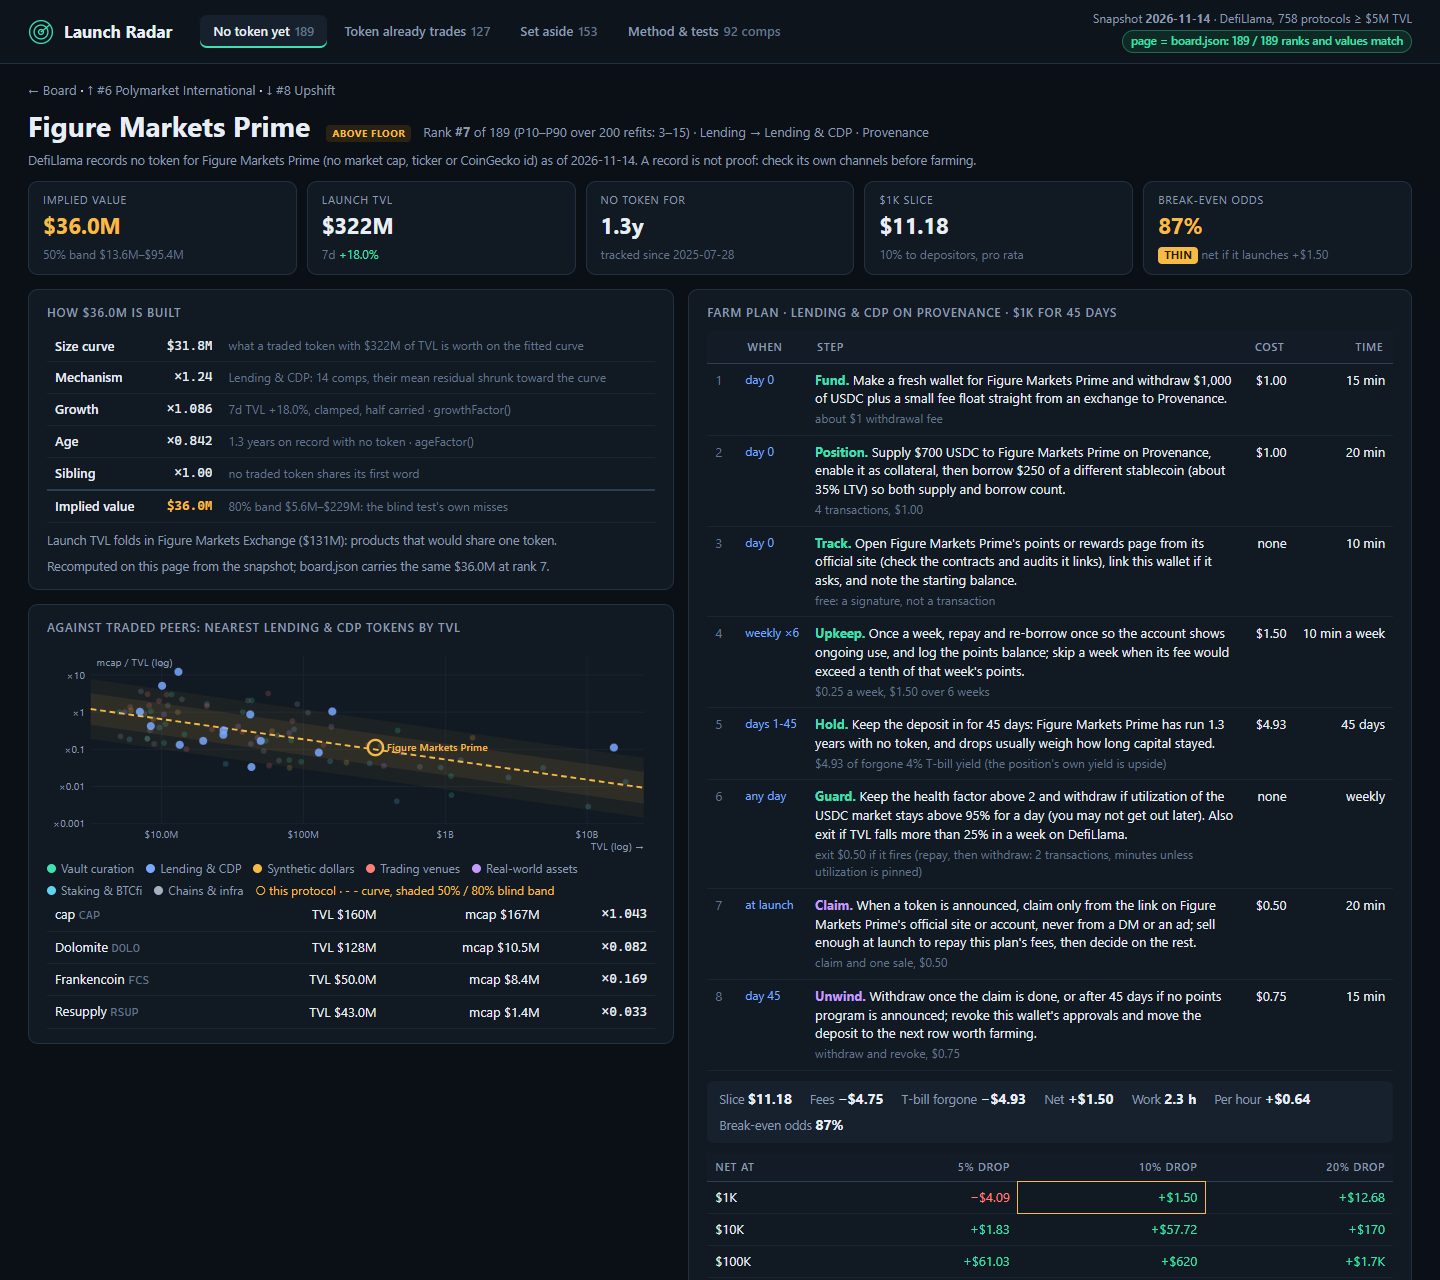 Launch Radar
No token yet 189
Token already trades 127
Set aside 153
Method & tests 92 comps
Snapshot 2026-11-14 · DefiLlama, 758 protocols ≥ $5M TVL
page = board.json: 189 / 189 ranks and values match
← Board · ↑ #6 Polymarket International · ↓ #8 Upshift
Figure Markets Prime ABOVE FLOOR Rank #7 of 189 (P10–P90 over 200 refits: 3–15) · Lending → Lending & CDP · Provenance
DefiLlama records no token for Figure Markets Prime (no market cap, ticker or CoinGecko id) as of 2026-11-14. A record is not proof: check its own channels before farming.
IMPLIED VALUE
$36.0M
50% band $13.6M–$95.4M
LAUNCH TVL
$322M
7d +18.0%
NO TOKEN FOR
1.3y
tracked since 2025-07-28
$1K SLICE
$11.18
10% to depositors, pro rata
BREAK-EVEN ODDS
87%
THIN net if it launches +$1.50
HOW $36.0M IS BUILT
Size curve $31.8M what a traded token with $322M of TVL is worth on the fitted curve
Mechanism ×1.24 Lending & CDP: 14 comps, their mean residual shrunk toward the curve
Growth ×1.086 7d TVL +18.0%, clamped, half carried · growthFactor()
Age ×0.842 1.3 years on record with no token · ageFactor()
Sibling ×1.00 no traded token shares its first word
Implied value $36.0M 80% band $5.6M–$229M: the blind test's own misses
Launch TVL folds in Figure Markets Exchange ($131M): products that would share one token.
Recomputed on this page from the snapshot; board.json carries the same $36.0M at rank 7.
AGAINST TRADED PEERS: NEAREST LENDING & CDP TOKENS BY TVL
mcap / TVL (log)
×10
×1
×0.1
×0.01
×0.001
Figure Markets Prime
$10.0M
$100M
$1B
$10B
TVL (log) →
Vault curation
Lending & CDP
Synthetic dollars
Trading venues
Real-world assets
Staking & BTCfi
Chains & infra
this protocol · - - curve, shaded 50% / 80% blind band
cap CAP TVL $160M mcap $167M ×1.043
Dolomite DOLO TVL $128M mcap $10.5M ×0.082
Frankencoin FCS TVL $50.0M mcap $8.4M ×0.169
Resupply RSUP TVL $43.0M mcap $1.4M ×0.033
FARM PLAN · LENDING & CDP ON PROVENANCE · $1K FOR 45 DAYS
WHEN STEP COST TIME
1 day 0 Fund. Make a fresh wallet for Figure Markets Prime and withdraw $1,000 $1.00 15 min
of USDC plus a small fee float straight from an exchange to Provenance.
about $1 withdrawal fee
2 day 0 Position. Supply $700 USDC to Figure Markets Prime on Provenance, $1.00 20 min
enable it as collateral, then borrow $250 of a different stablecoin (about
35% LTV) so both supply and borrow count.
4 transactions, $1.00
3 day 0 Track. Open Figure Markets Prime's points or rewards page from its none 10 min
official site (check the contracts and audits it links), link this wallet if it
asks, and note the starting balance.
free: a signature, not a transaction
4 weekly ×6 Upkeep. Once a week, repay and re-borrow once so the account shows $1.50 10 min a week
ongoing use, and log the points balance; skip a week when its fee would
exceed a tenth of that week's points.
$0.25 a week, $1.50 over 6 weeks
5 days 1-45 Hold. Keep the deposit in for 45 days: Figure Markets Prime has run 1.3 $4.93 45 days
years with no token, and drops usually weigh how long capital stayed.
$4.93 of forgone 4% T-bill yield (the position's own yield is upside)
6 any day Guard. Keep the health factor above 2 and withdraw if utilization of the none weekly
USDC market stays above 95% for a day (you may not get out later). Also
exit if TVL falls more than 25% in a week on DefiLlama.
exit $0.50 if it fires (repay, then withdraw: 2 transactions, minutes unless
utilization is pinned)
7 at launch Claim. When a token is announced, claim only from the link on Figure $0.50 20 min
Markets Prime's official site or account, never from a DM or an ad; sell
enough at launch to repay this plan's fees, then decide on the rest.
claim and one sale, $0.50
8 day 45 Unwind. Withdraw once the claim is done, or after 45 days if no points $0.75 15 min
program is announced; revoke this wallet's approvals and move the
deposit to the next row worth farming.
withdraw and revoke, $0.75
Slice $11.18 Fees −$4.75 T-bill forgone −$4.93 Net +$1.50 Work 2.3 h Per hour +$0.64
Break-even odds 87%
NET AT 5% DROP 10% DROP 20% DROP
$1K −$4.09 +$1.50 +$12.68
$10K +$1.83 +$57.72 +$170
$100K +$61.03 +$620 +$1.7K